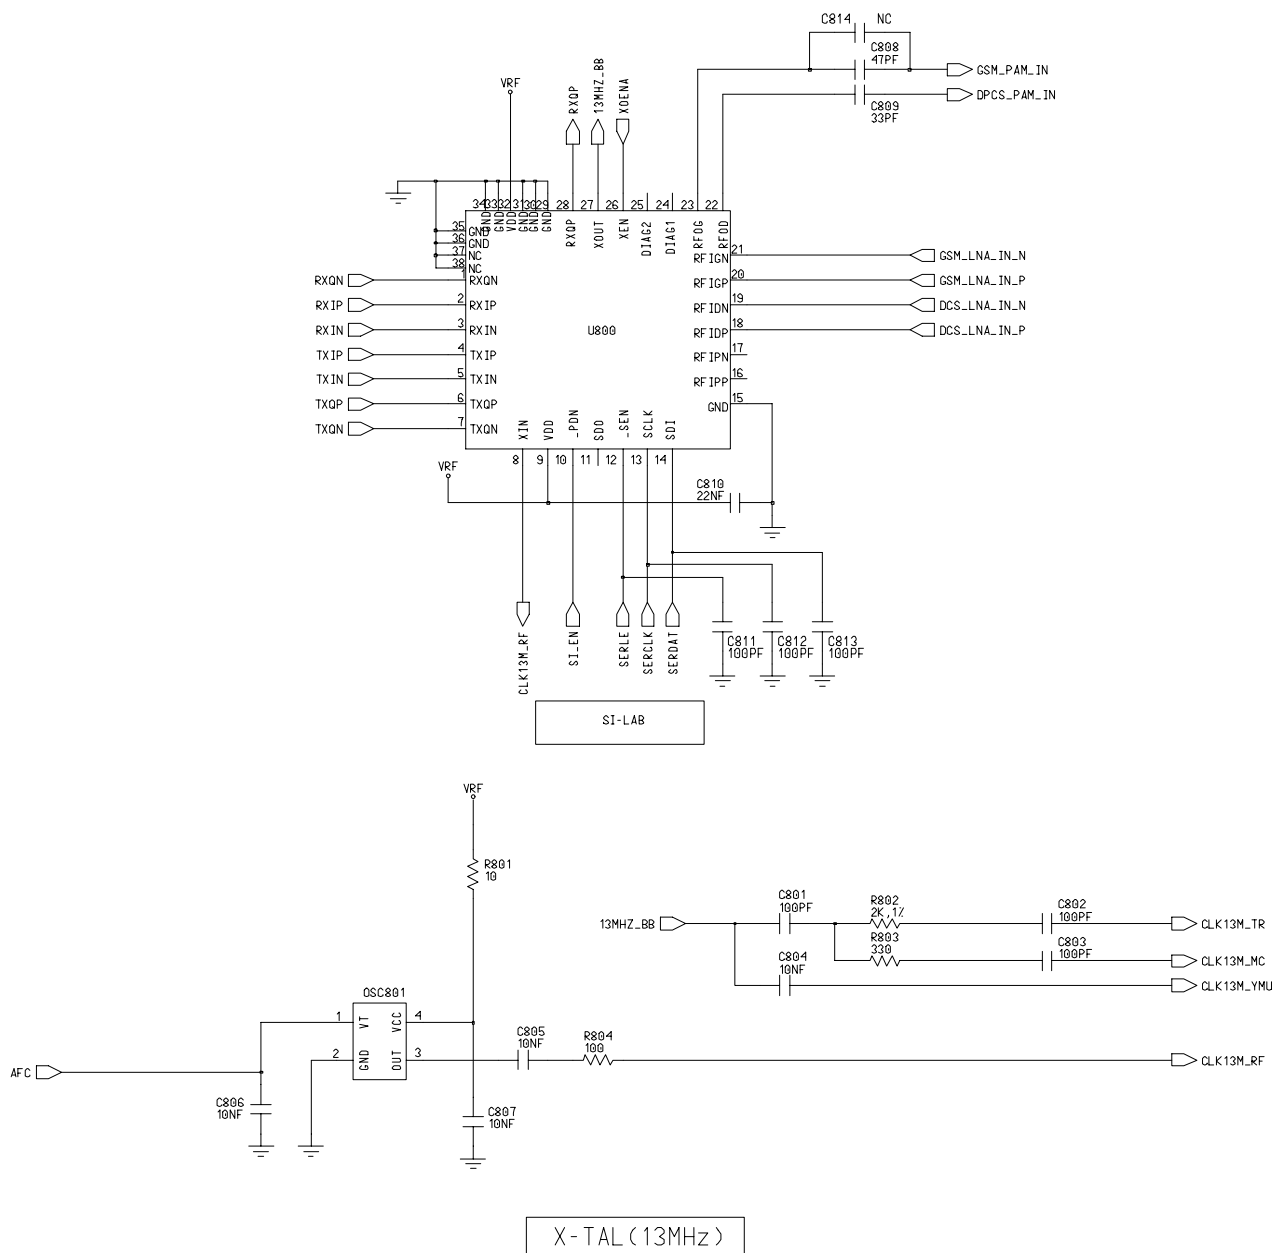 C814 NC
C808
47PF
GSM_PAM_IN
DPCS_PAM_IN
C809
33PF
VRF
RXQP
13MHZ_BB
XOENA
34 33 32 31 30 29 28 27 26 25 24 23 22
GND GND VDD GND GND GND RXQP XOUT XEN DIAG2 DIAG1 RFOG RFOD
35 GND
36 GND
37 NC
38 NC
RXQN 1 RXQN
RXIP 2 RXIP
RXIN 3 RXIN
TXIP 4 TXIP
TXIN 5 TXIN
TXQP 6 TXQP
TXQN 7 TXQN
U800
RFIGN 21 GSM_LNA_IN_N
RFIGP 20 GSM_LNA_IN_P
RFIDN 19 DCS_LNA_IN_N
RFIDP 18 DCS_LNA_IN_P
RFIPN 17
RFIPP 16
GND 15
XIN VDD _PDN SDO _SEN SCLK SDI
8 9 10 11 12 13 14
VRF
C810
22NF
CLK13M_RF
SI_EN
SERLE
SERCLK
SERDAT
C811
100PF
C812
100PF
C813
100PF
SI-LAB
VRF
R801
10
13MHZ_BB
C801
100PF
R802
2K,1%
C802
100PF
CLK13M_TR
R803
330
C803
100PF
CLK13M_MC
C804
10NF
CLK13M_YMU
OSC801
1 VT VCC 4
2 GND OUT 3
C805
10NF
R804
100
CLK13M_RF
AFC
C806
10NF
C807
10NF
X-TAL(13MHz)